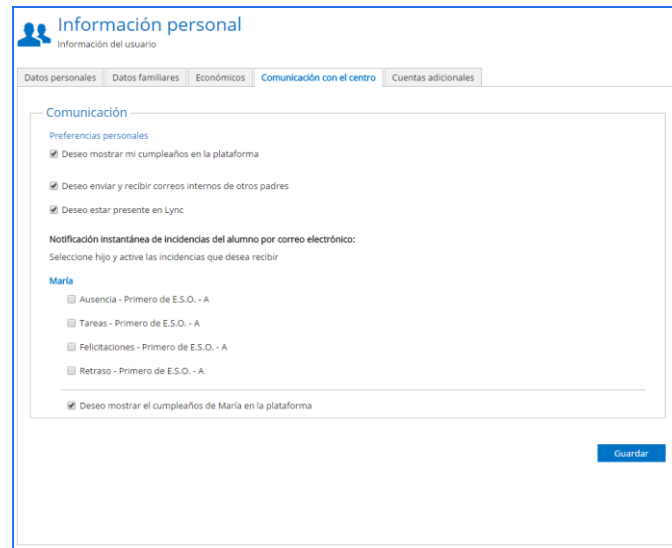 Información personal
Información del usuario
Datos personales Datos familiares Económicos Comunicación con el centro Cuentas adicionales
Comunicación
Preferencias personales
Deseo mostrar mi cumpleaños en la plataforma
Deseo enviar y recibir correos internos de otros padres
Deseo estar presente en Lync
Notificación instantánea de incidencias del alumno por correo electrónico:
Seleccione hijo y active las incidencias que desea recibir
María
Ausencia - Primero de E.S.O. - A
Tareas - Primero de E.S.O. - A
Felicitaciones - Primero de E.S.O. - A
Retraso - Primero de E.S.O. - A
Deseo mostrar el cumpleaños de María en la plataforma
Guardar